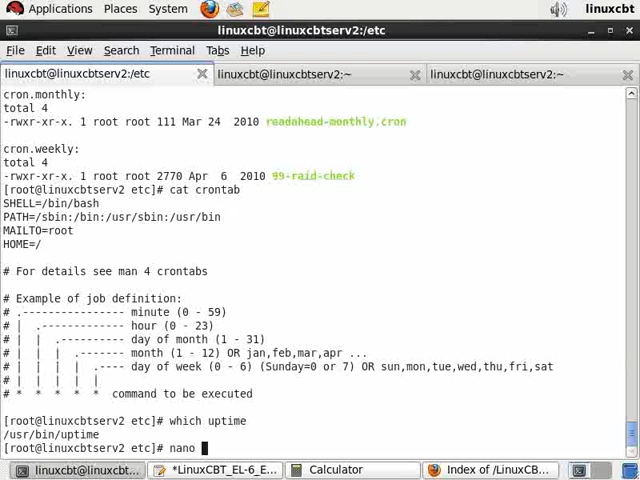 Applications Places System linuxcbt
linuxcbt@linuxcbtserv2:/etc
File Edit View Search Terminal Tabs Help
linuxcbt@linuxcbtserv2:/etc linuxcbt@linuxcbtserv2:~ linuxcbt@linuxcbtserv2:~
cron.monthly:
total 4
-rwxr-xr-x. 1 root root 111 Mar 24 2010 readahead-monthly.cron
cron.weekly:
total 4
-rwxr-xr-x. 1 root root 2770 Apr 6 2010 99-raid-check
[root@linuxcbtserv2 etc]# cat crontab
SHELL=/bin/bash
PATH=/sbin:/bin:/usr/sbin:/usr/bin
MAILTO=root
HOME=/
# For details see man 4 crontabs
# Example of job definition:
# .---------------- minute (0 - 59)
# | .------------- hour (0 - 23)
# | | .---------- day of month (1 - 31)
# | | | .------- month (1 - 12) OR jan,feb,mar,apr ...
# | | | | .---- day of week (0 - 6) (Sunday=0 or 7) OR sun,mon,tue,wed,thu,fri,sat
# | | | | |
# * * * * * command to be executed
[root@linuxcbtserv2 etc]# which uptime
/usr/bin/uptime
[root@linuxcbtserv2 etc]# nano
linuxcbt@linuxcbt... *LinuxCBT_EL-6_E... Calculator Index of /LinuxCB...